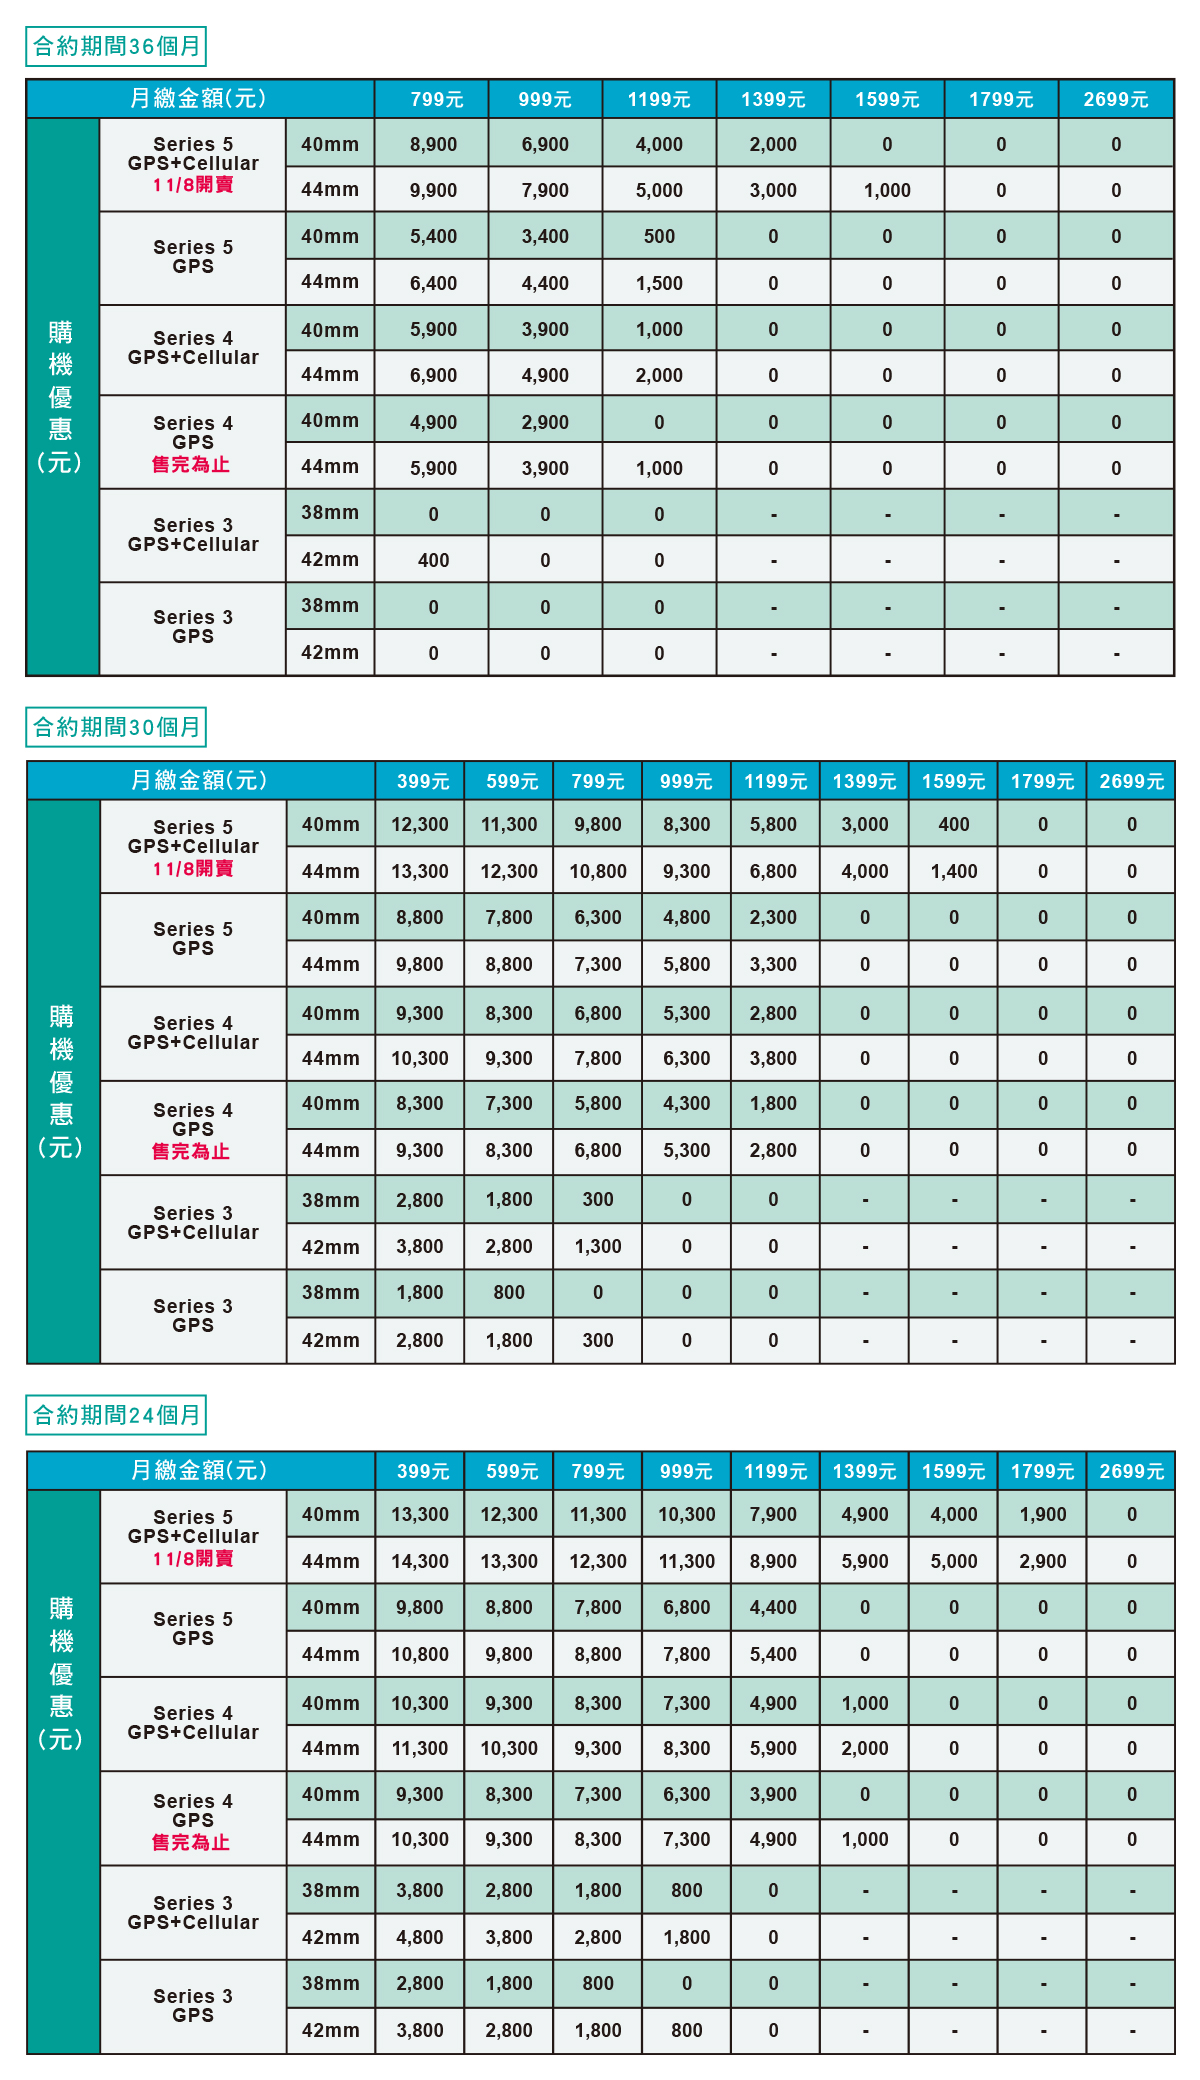 合約期間36個月
月繳金額(元) 799元 999元 1199元 1399元 1599元 1799元 2699元
購機優惠(元)
Series 5 GPS+Cellular 11/8開賣
40mm 8,900 6,900 4,000 2,000 0 0 0
44mm 9,900 7,900 5,000 3,000 1,000 0 0
Series 5 GPS
40mm 5,400 3,400 500 0 0 0 0
44mm 6,400 4,400 1,500 0 0 0 0
Series 4 GPS+Cellular
40mm 5,900 3,900 1,000 0 0 0 0
44mm 6,900 4,900 2,000 0 0 0 0
Series 4 GPS 售完為止
40mm 4,900 2,900 0 0 0 0 0
44mm 5,900 3,900 1,000 0 0 0 0
Series 3 GPS+Cellular
38mm 0 0 0 - - - -
42mm 400 0 0 - - - -
Series 3 GPS
38mm 0 0 0 - - - -
42mm 0 0 0 - - - -
合約期間30個月
月繳金額(元) 399元 599元 799元 999元 1199元 1399元 1599元 1799元 2699元
購機優惠(元)
Series 5 GPS+Cellular 11/8開賣
40mm 12,300 11,300 9,800 8,300 5,800 3,000 400 0 0
44mm 13,300 12,300 10,800 9,300 6,800 4,000 1,400 0 0
Series 5 GPS
40mm 8,800 7,800 6,300 4,800 2,300 0 0 0 0
44mm 9,800 8,800 7,300 5,800 3,300 0 0 0 0
Series 4 GPS+Cellular
40mm 9,300 8,300 6,800 5,300 2,800 0 0 0 0
44mm 10,300 9,300 7,800 6,300 3,800 0 0 0 0
Series 4 GPS 售完為止
40mm 8,300 7,300 5,800 4,300 1,800 0 0 0 0
44mm 9,300 8,300 6,800 5,300 2,800 0 0 0 0
Series 3 GPS+Cellular
38mm 2,800 1,800 300 0 0 - - - -
42mm 3,800 2,800 1,300 0 0 - - - -
Series 3 GPS
38mm 1,800 800 0 0 0 - - - -
42mm 2,800 1,800 300 0 0 - - - -
合約期間24個月
月繳金額(元) 399元 599元 799元 999元 1199元 1399元 1599元 1799元 2699元
購機優惠(元)
Series 5 GPS+Cellular 11/8開賣
40mm 13,300 12,300 11,300 10,300 7,900 4,900 4,000 1,900 0
44mm 14,300 13,300 12,300 11,300 8,900 5,900 5,000 2,900 0
Series 5 GPS
40mm 9,800 8,800 7,800 6,800 4,400 0 0 0 0
44mm 10,800 9,800 8,800 7,800 5,400 0 0 0 0
Series 4 GPS+Cellular
40mm 10,300 9,300 8,300 7,300 4,900 1,000 0 0 0
44mm 11,300 10,300 9,300 8,300 5,900 2,000 0 0 0
Series 4 GPS 售完為止
40mm 9,300 8,300 7,300 6,300 3,900 0 0 0 0
44mm 10,300 9,300 8,300 7,300 4,900 1,000 0 0 0
Series 3 GPS+Cellular
38mm 3,800 2,800 1,800 800 0 - - - -
42mm 4,800 3,800 2,800 1,800 0 - - - -
Series 3 GPS
38mm 2,800 1,800 800 0 0 - - - -
42mm 3,800 2,800 1,800 800 0 - - - -